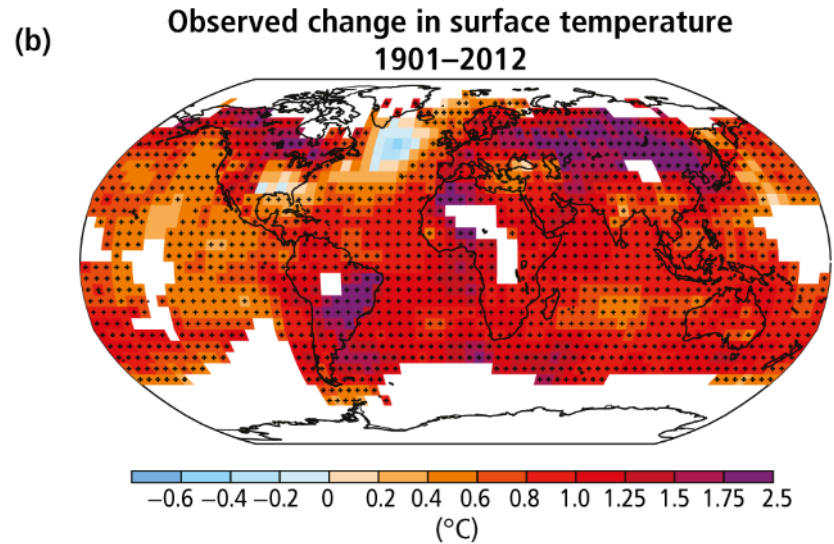 (b)
Observed change in surface temperature
1901–2012
−0.6 −0.4 −0.2 0 0.2 0.4 0.6 0.8 1.0 1.25 1.5 1.75 2.5
(°C)